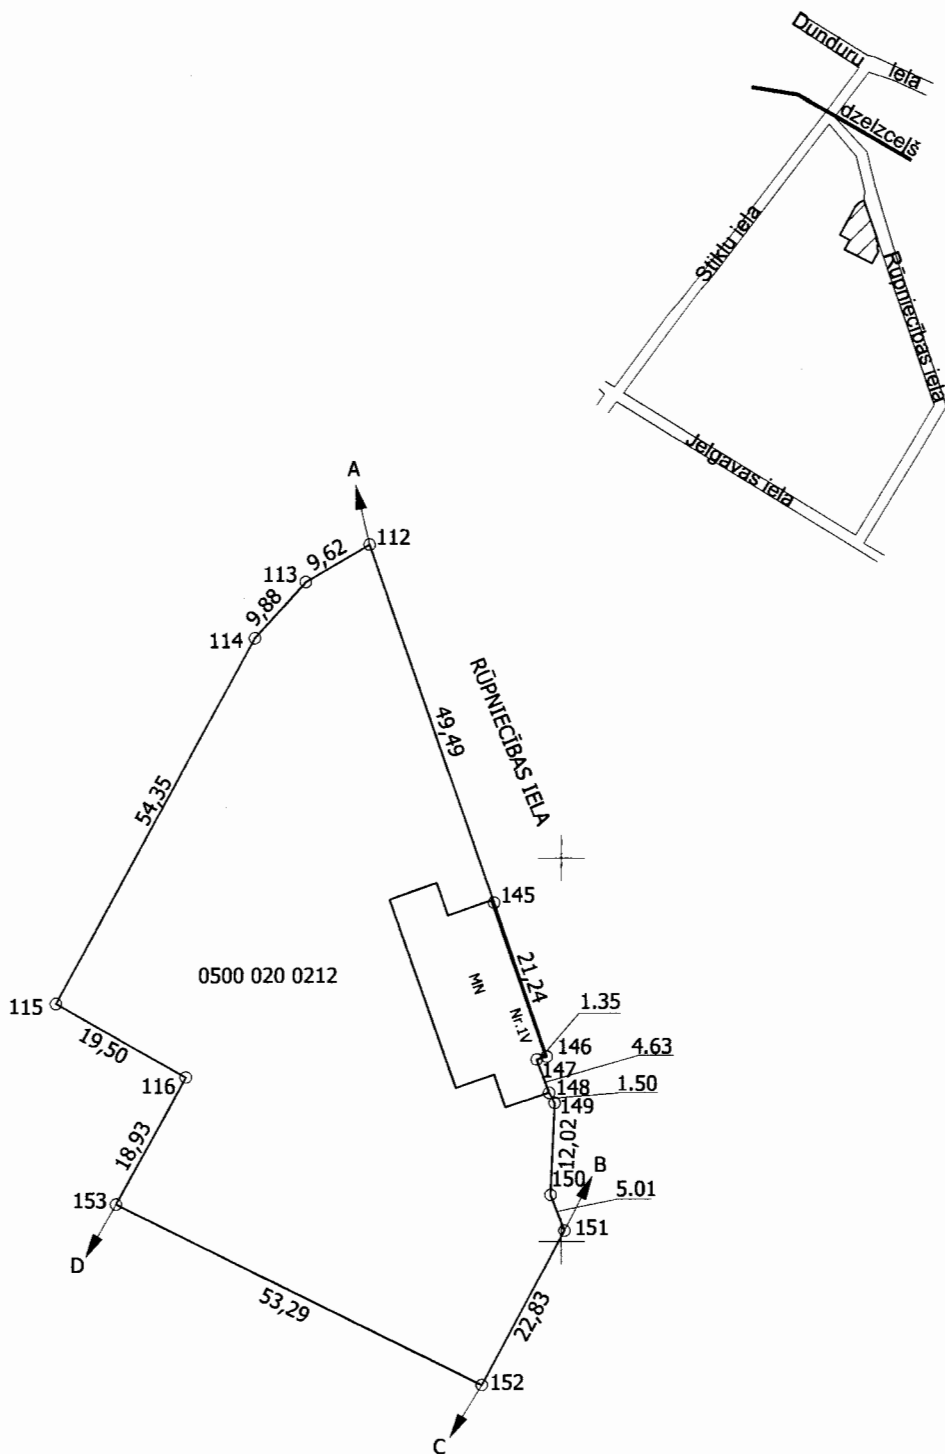 Dunduru iela
dzelzceļš
Stiklu iela
Rūpniecības iela
Jelgavas iela
A
112
9,62
113
9,88
114
RŪPNIECĪBAS IELA
49,49
54,35
145
0500 020 0212
21,24
MN
Nr.1V
1.35
115
146
4.63
19,50
147
116
148
1.50
149
18,93
12,02
B
150
5.01
153
151
D
53,29
22,83
152
C